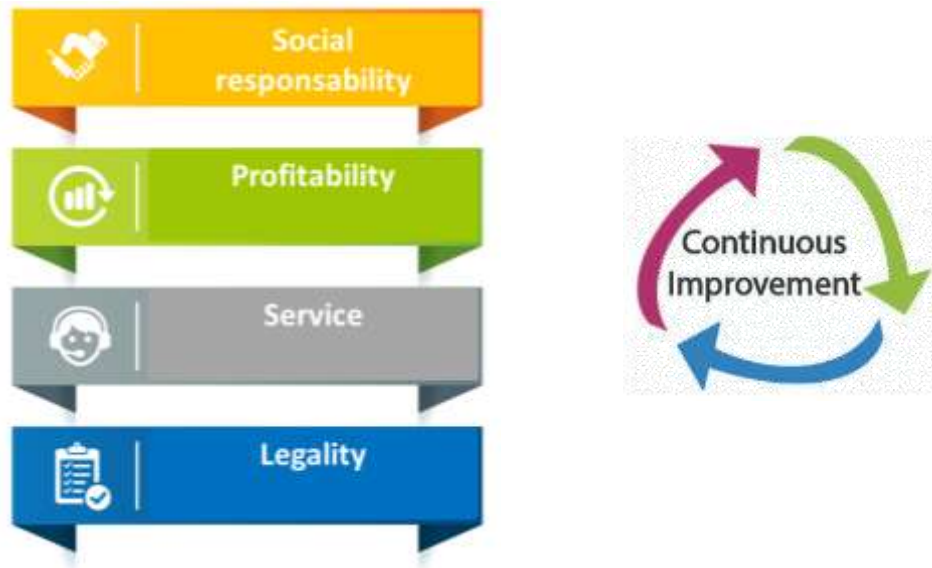 Social
responsability
Profitability
Service
Legality
Continuous
Improvement